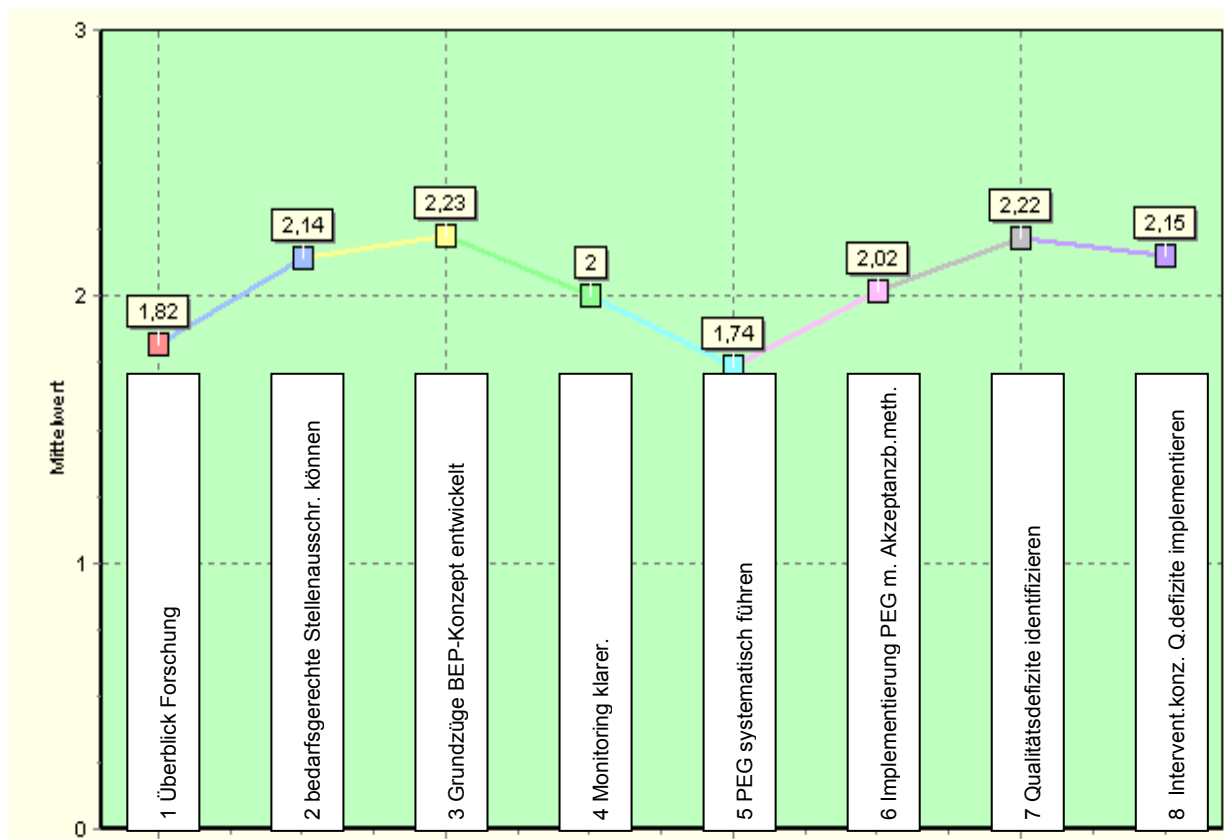 3
2
1
0
Mittelwert
1,82
2,14
2,23
2
1,74
2,02
2,22
2,15
1 Überblick Forschung
2 bedarfsgerechte Stellenausschr. können
3 Grundzüge BEP-Konzept entwickelt
4 Monitoring klarer.
5 PEG systematisch führen
6 Implementierung PEG m. Akzeptanzb.meth.
7 Qualitätsdefizite identifizieren
8 Intervent.konz. Q.defizite implementieren